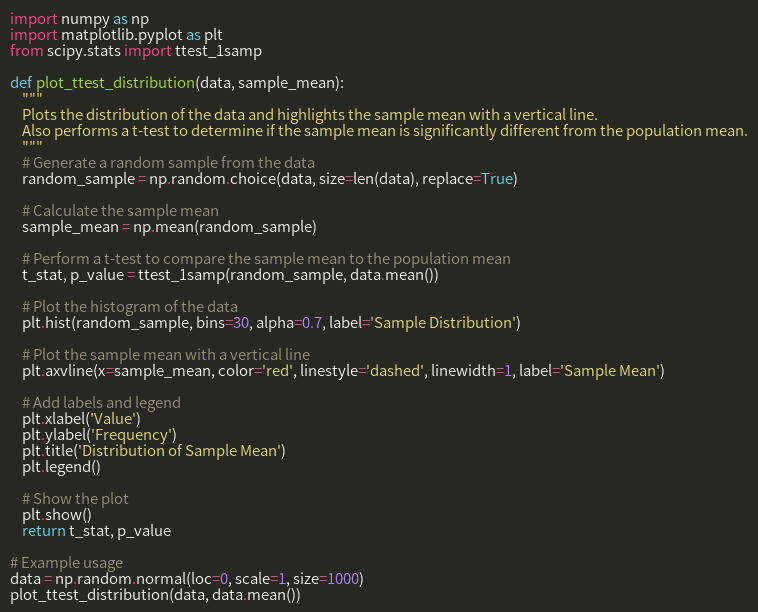 import numpy as np
import matplotlib.pyplot as plt
from scipy.stats import ttest_1samp
def plot_ttest_distribution(data, sample_mean):
"""
Plots the distribution of the data and highlights the sample mean with a vertical line.
Also performs a t-test to determine if the sample mean is significantly different from the population mean.
"""
# Generate a random sample from the data
random_sample = np.random.choice(data, size=len(data), replace=True)
# Calculate the sample mean
sample_mean = np.mean(random_sample)
# Perform a t-test to compare the sample mean to the population mean
t_stat, p_value = ttest_1samp(random_sample, data.mean())
# Plot the histogram of the data
plt.hist(random_sample, bins=30, alpha=0.7, label='Sample Distribution')
# Plot the sample mean with a vertical line
plt.axvline(x=sample_mean, color='red', linestyle='dashed', linewidth=1, label='Sample Mean')
# Add labels and legend
plt.xlabel('Value')
plt.ylabel('Frequency')
plt.title('Distribution of Sample Mean')
plt.legend()
# Show the plot
plt.show()
return t_stat, p_value
# Example usage
data = np.random.normal(loc=0, scale=1, size=1000)
plot_ttest_distribution(data, data.mean())